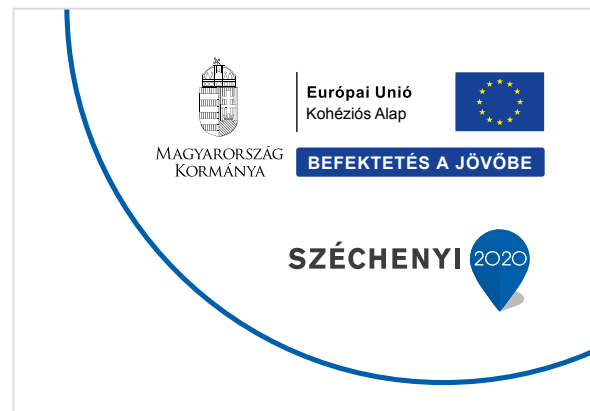 MAGYARORSZÁG
KORMÁNYA
Európai Unió
Kohéziós Alap
BEFEKTETÉS A JÖVŐBE
SZÉCHENYI 2020